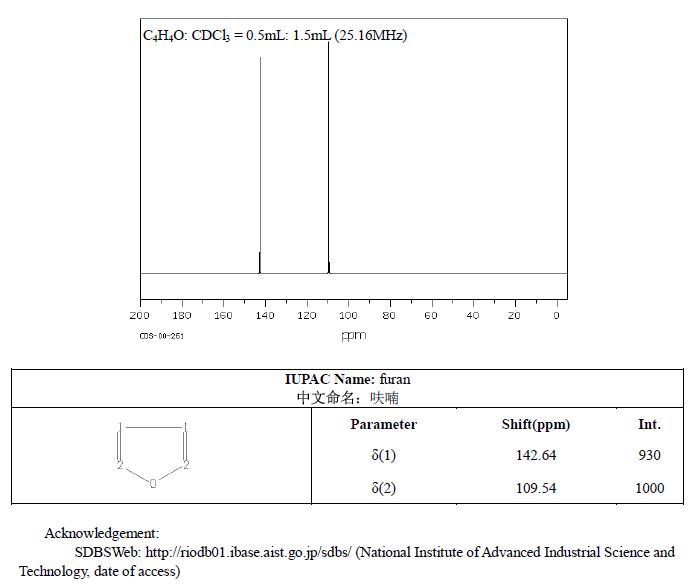 C₄H₄O: CDCl₃ = 0.5mL: 1.5mL (25.16MHz)
200 180 160 140 120 100 80 60 40 20 0
CDS-00-251 ppm
IUPAC Name: furan
中文命名：呋喃
Parameter Shift(ppm) Int.
1 1
δ(1) 142.64 930
2 2
O
δ(2) 109.54 1000
Acknowledgement:
SDBSWeb: http://riodb01.ibase.aist.go.jp/sdbs/ (National Institute of Advanced Industrial Science and
Technology, date of access)